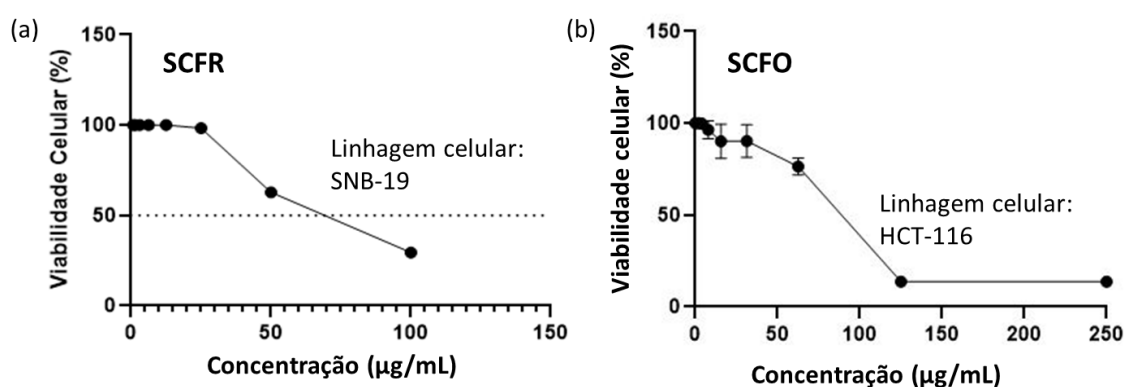 (a)
SCFR
Viabilidade Celular (%)
150
100
50
0
Linhagem celular:
SNB-19
0 50 100 150
Concentração (µg/mL)
(b)
SCFO
Viabilidade celular (%)
150
100
50
0
Linhagem celular:
HCT-116
0 50 100 150 200 250
Concentração (µg/mL)